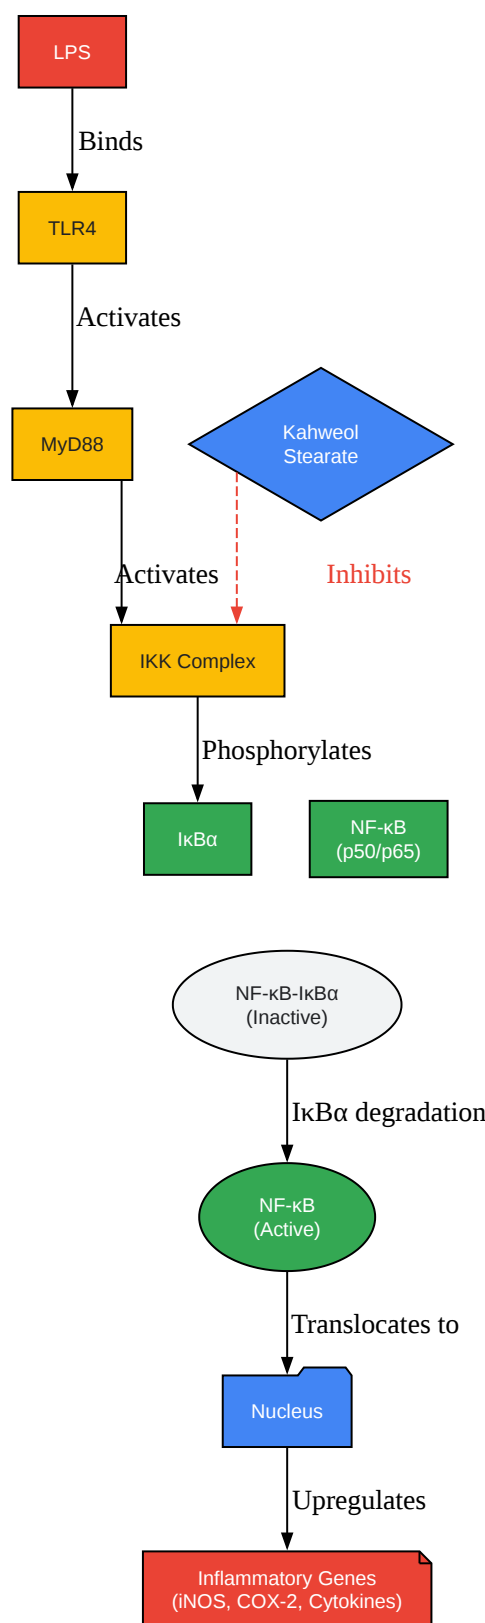 LPS
Binds
TLR4
Activates
MyD88
Kahweol
Stearate
Activates
Inhibits
IKK Complex
Phosphorylates
IκBα
NF-κB
(p50/p65)
NF-κB-IκBα
(Inactive)
IκBα degradation
NF-κB
(Active)
Translocates to
Nucleus
Upregulates
Inflammatory Genes
(iNOS, COX-2, Cytokines)